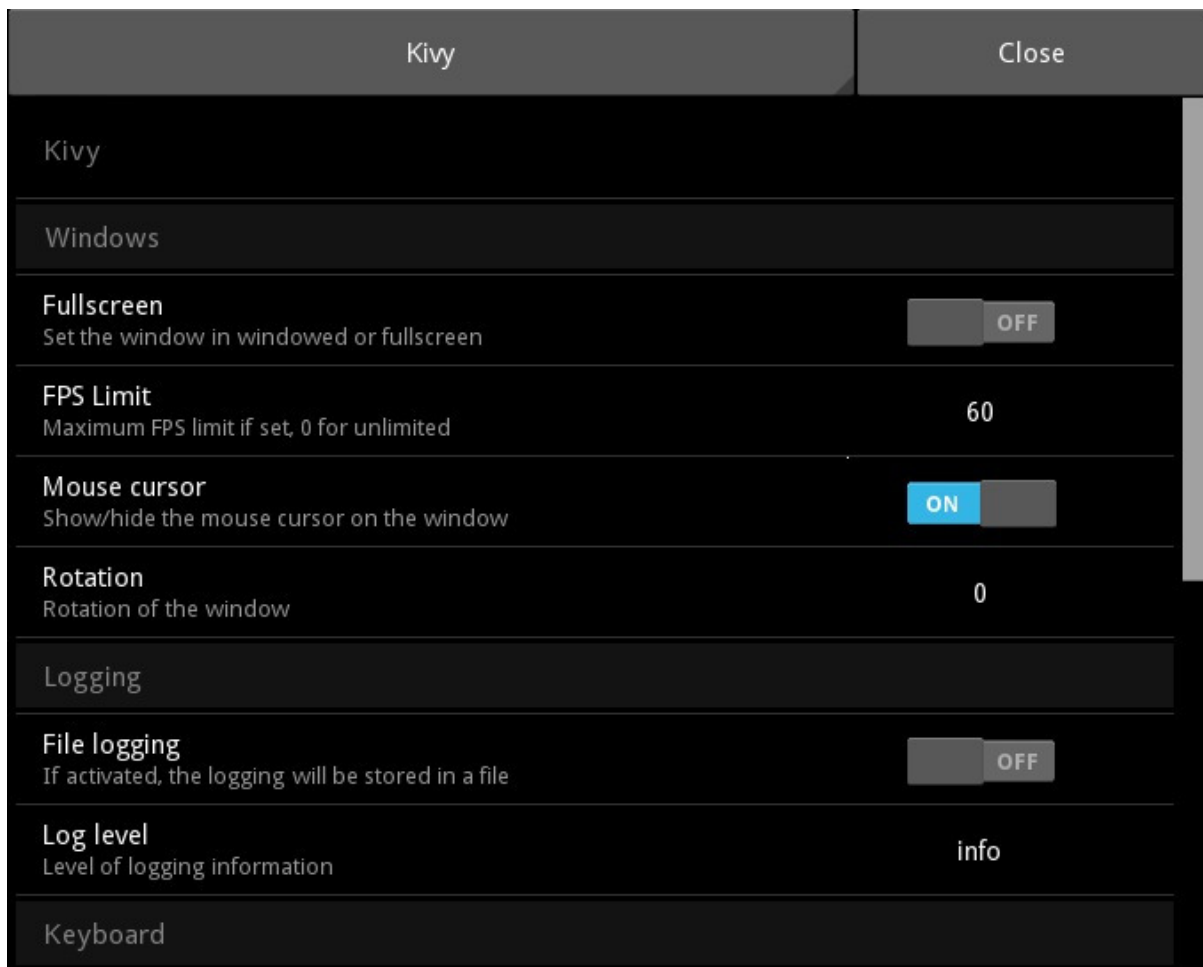 Kivy
Close
Kivy
Windows
Fullscreen
Set the window in windowed or fullscreen
OFF
FPS Limit
Maximum FPS limit if set, 0 for unlimited
60
Mouse cursor
Show/hide the mouse cursor on the window
ON
Rotation
Rotation of the window
0
Logging
File logging
If activated, the logging will be stored in a file
OFF
Log level
Level of logging information
info
Keyboard